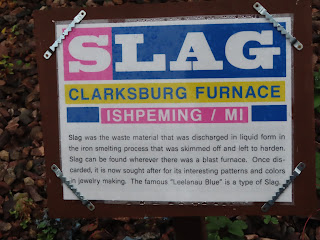 SLAG
CLARKSBURG FURNACE
ISHPEMING / MI
Slag was the waste material that was discharged in liquid form in
the iron smelting process that was skimmed off and left to harden.
Slag can be found wherever there was a blast furnace. Once dis-
carded, it is now sought after for its interesting patterns and colors
in jewelry making. The famous "Leelanau Blue" is a type of Slag.